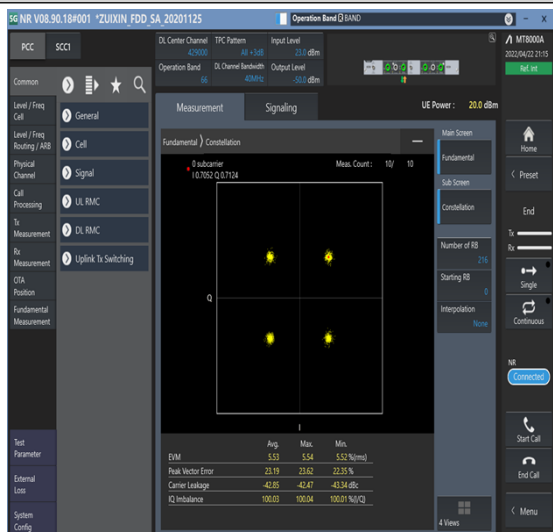 5G NR V08.90.18#001 *ZUIXIN_FDD_SA_20201125
Operation Band BAND
X
PCC
SCC1
DL Center Channel TPC Pattern Input Level
429000 All +3dB 23.0 dBm
Operation Band DL Channel Bandwidth Output Level
66 40MHz -50.0 dBm
MT8000A
2022/04/22 21:15
Ref. Int
Common
Level / Freq
Cell
Level / Freq
Routing / ARB
Physical
Channel
Call
Processing
Tx
Measurement
Rx
Measurement
OTA
Position
Fundamental
Measurement
Test
Parameter
External
Loss
System
Config
General
Cell
Signal
UL RMC
DL RMC
Uplink Tx Switching
Measurement
Signaling
UE Power : 20.0 dBm
Fundamental Constellation
0 subcarrier Meas. Count : 10/ 10
I 0.7052 Q 0.7124
Q
I
Avg. Max. Min.
EVM 5.53 5.54 5.52 %(rms)
Peak Vector Error 23.19 23.62 22.35 %
Carrier Leakage -42.85 -42.47 -43.34 dBc
IQ Imbalance 100.03 100.04 100.01 %(I/Q)
Main Screen
Fundamental
Sub Screen
Constellation
Number of RB
216
Starting RB
0
Interpolation
None
4 Views
Home
Preset
End
Tx
Rx
Single
Continuous
NR
Connected
Start Call
End Call
Menu